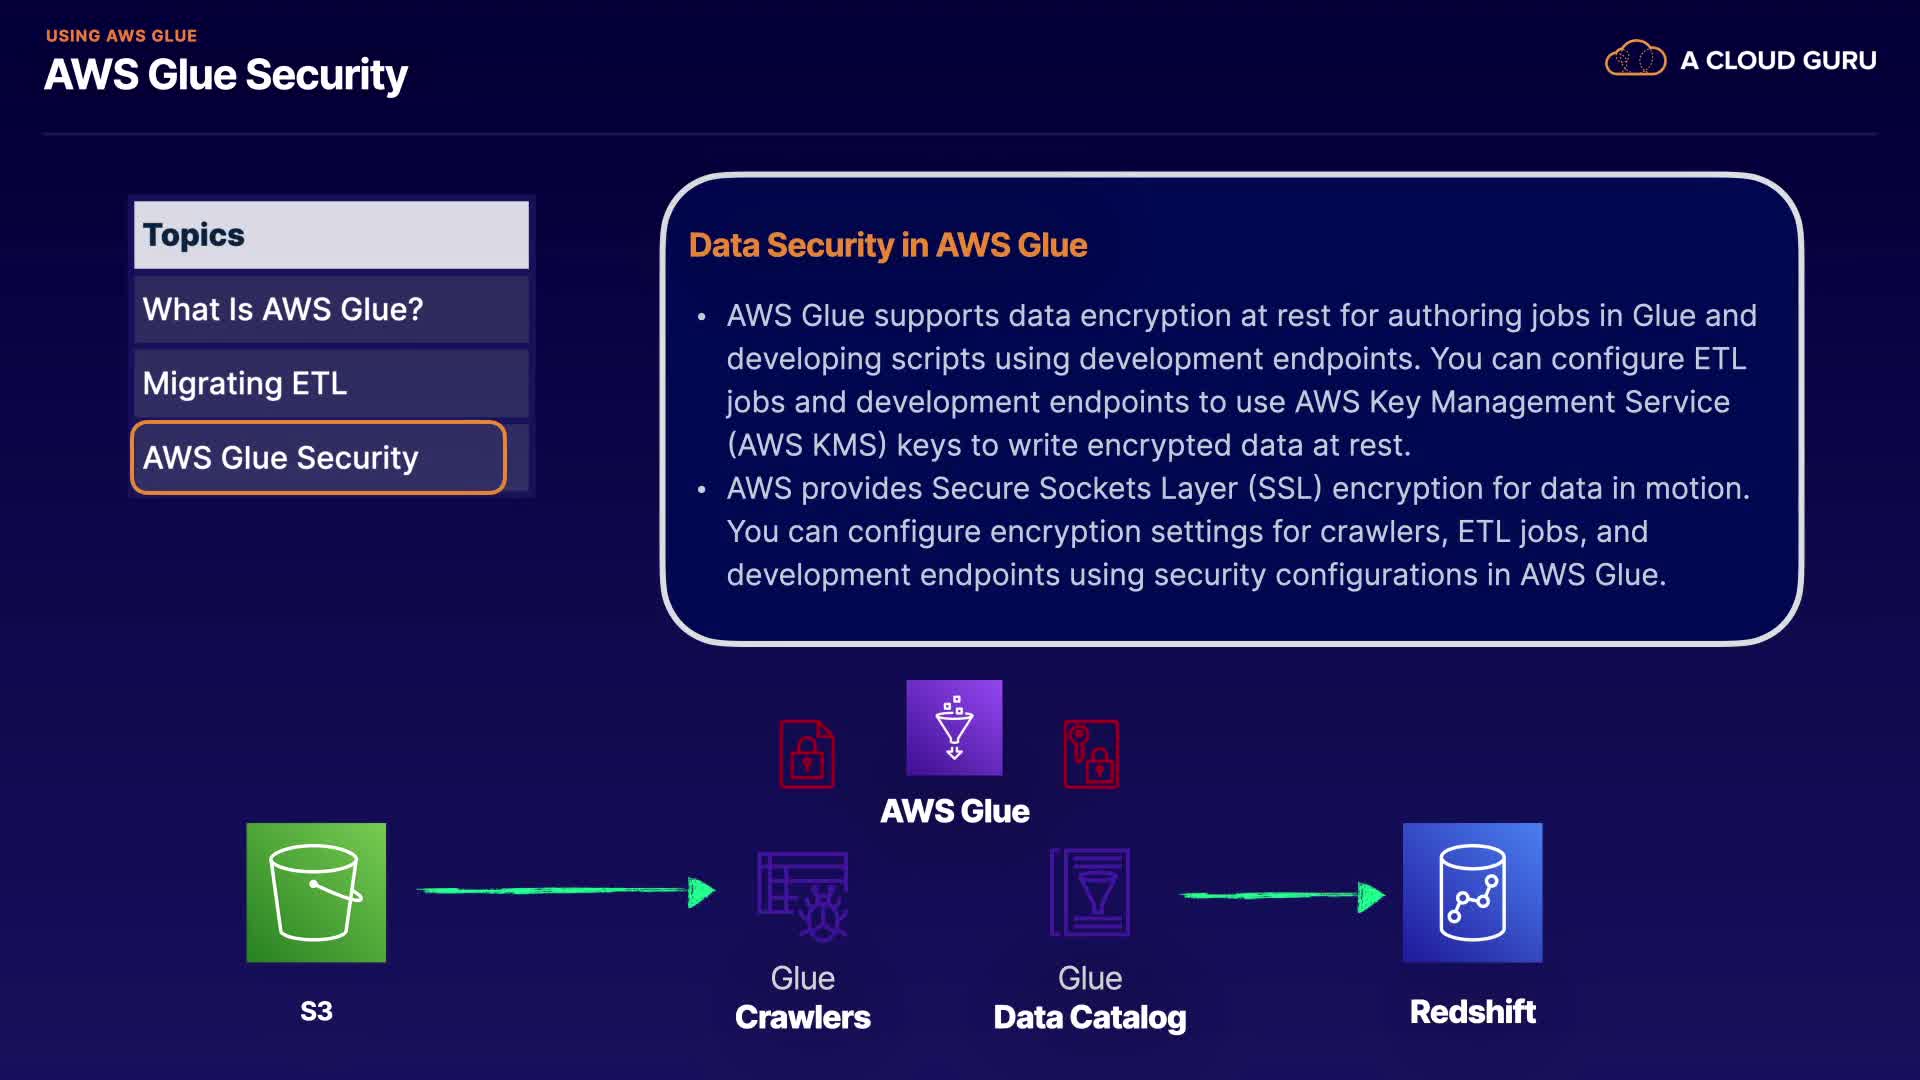 USING AWS GLUE
AWS Glue Security
A CLOUD GURU
Topics
What Is AWS Glue?
Migrating ETL
AWS Glue Security
Data Security in AWS Glue
• AWS Glue supports data encryption at rest for authoring jobs in Glue and
developing scripts using development endpoints. You can configure ETL
jobs and development endpoints to use AWS Key Management Service
(AWS KMS) keys to write encrypted data at rest.
• AWS provides Secure Sockets Layer (SSL) encryption for data in motion.
You can configure encryption settings for crawlers, ETL jobs, and
development endpoints using security configurations in AWS Glue.
AWS Glue
S3
Glue
Crawlers
Glue
Data Catalog
Redshift